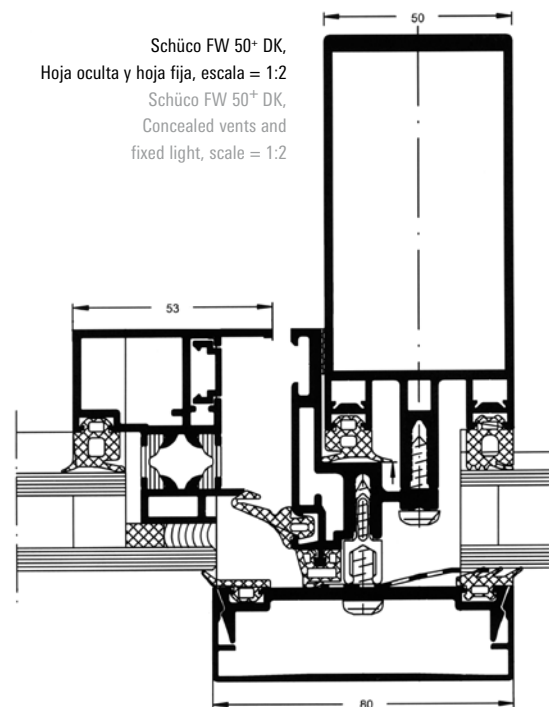 50
Schüco FW 50⁺ DK,
Hoja oculta y hoja fija, escala = 1:2
Schüco FW 50⁺ DK,
Concealed vents and
fixed light, scale = 1:2
53
80